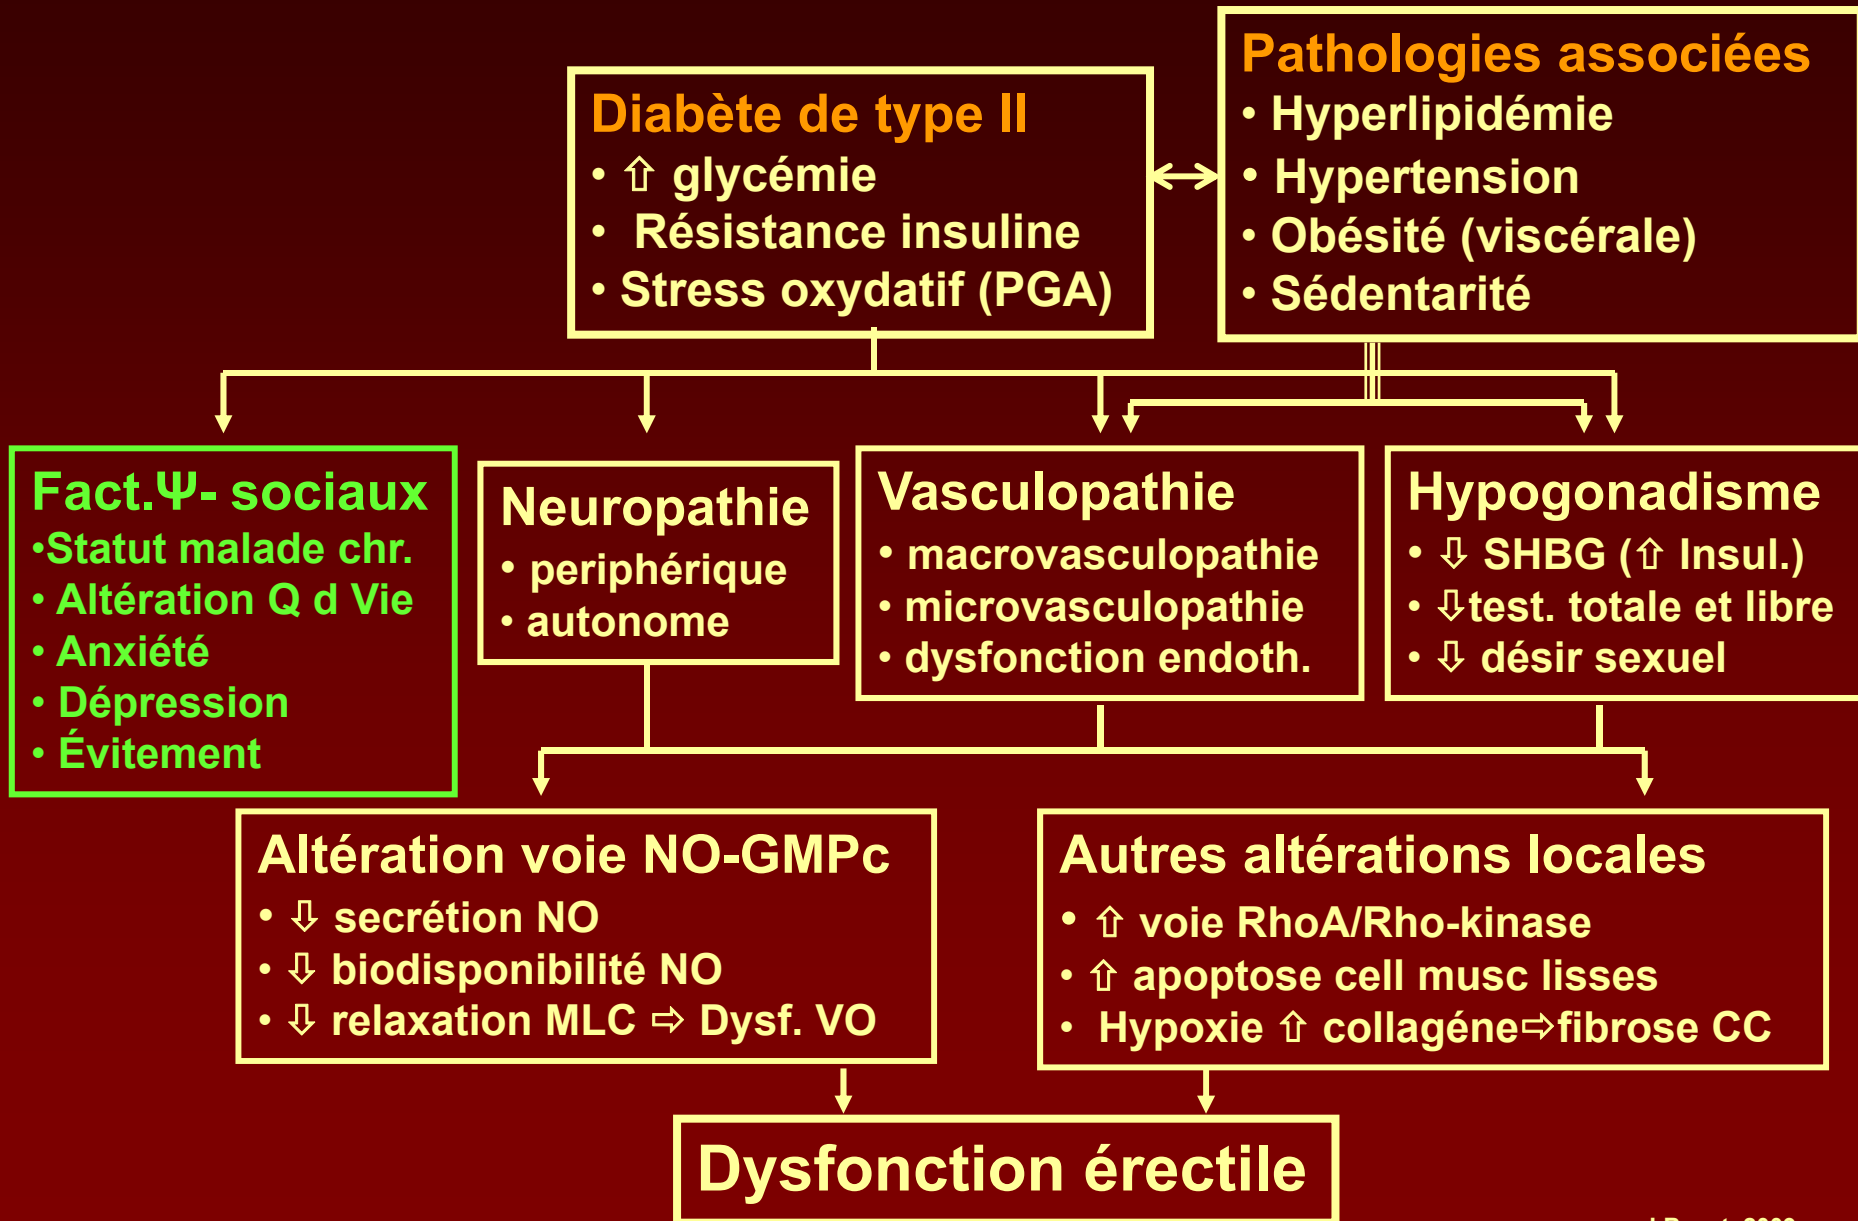 Pathologies associées
• Hyperlipidémie
• Hypertension
• Obésité (viscérale)
• Sédentarité
Diabète de type II
• ⇧ glycémie
• Résistance insuline
• Stress oxydatif (PGA)
Fact.Ψ- sociaux
•Statut malade chr.
• Altération Q d Vie
• Anxiété
• Dépression
• Évitement
Neuropathie
• periphérique
• autonome
Vasculopathie
• macrovasculopathie
• microvasculopathie
• dysfonction endoth.
Hypogonadisme
• ⇩ SHBG (⇧ Insul.)
• ⇩test. totale et libre
• ⇩ désir sexuel
Altération voie NO-GMPc
• ⇩ secrétion NO
• ⇩ biodisponibilité NO
• ⇩ relaxation MLC ⇨ Dysf. VO
Autres altérations locales
• ⇧ voie RhoA/Rho-kinase
• ⇧ apoptose cell musc lisses
• Hypoxie ⇧ collagéne⇨fibrose CC
Dysfonction érectile